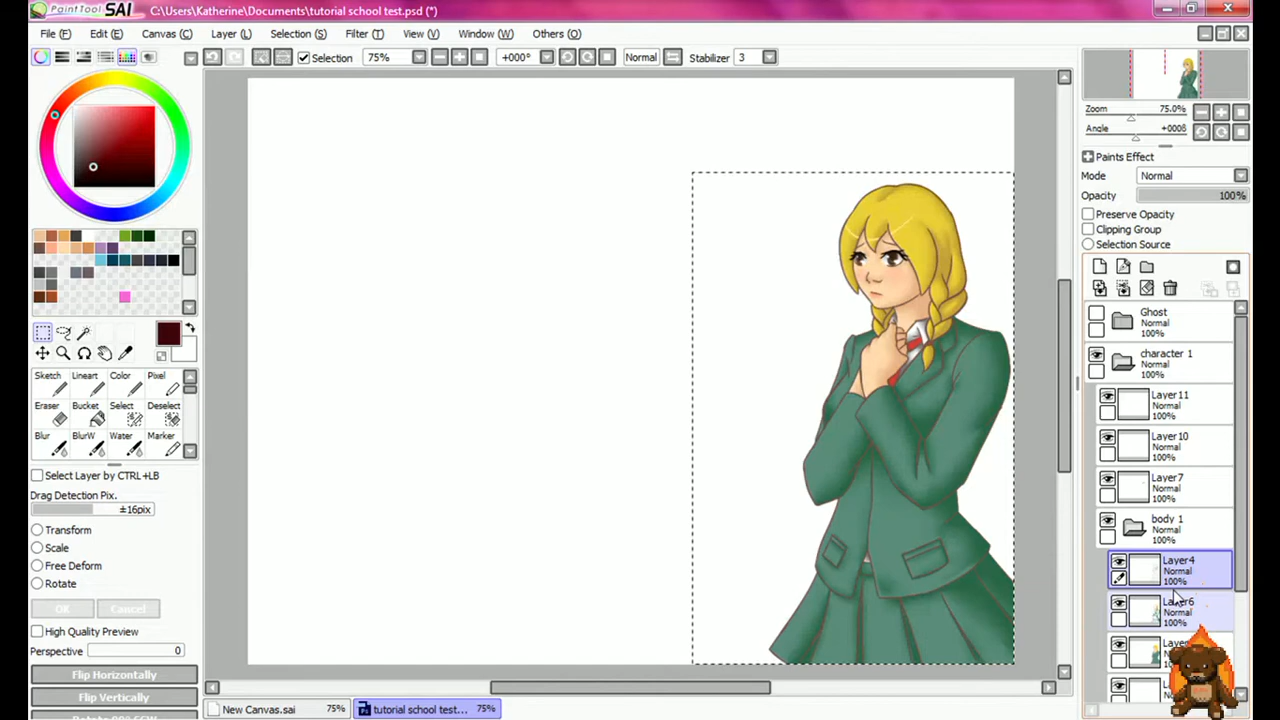 PaintTool SAI C:\Users\Katherine\Documents\tutorial school test.psd (*)
File (F) Edit (E) Canvas (C) Layer (L) Selection (S) Filter (T) View (V) Window (W) Others (O)
Selection 75% +000° Normal Stabilizer 3
Zoom 75.0%
Angle +000
Paints Effect
Mode Normal
Opacity 100%
Preserve Opacity
Clipping Group
Selection Source
Ghost
Normal
100%
character 1
Normal
100%
Layer11
Normal
100%
Layer10
Normal
100%
Layer7
Normal
100%
body 1
Normal
100%
Layer4
Normal
100%
Layer6
Normal
100%
Sketch Lineart Color Pixel
Eraser Bucket Select Deselect
Blur BlurW Water Marker
Select Layer by CTRL+LB
Drag Detection Pix.
±16pix
Transform
Scale
Free Deform
Rotate
OK Cancel
High Quality Preview
Perspective 0
Flip Horizontally
Flip Vertically
New Canvas.sai 75% tutorial school test... 75%